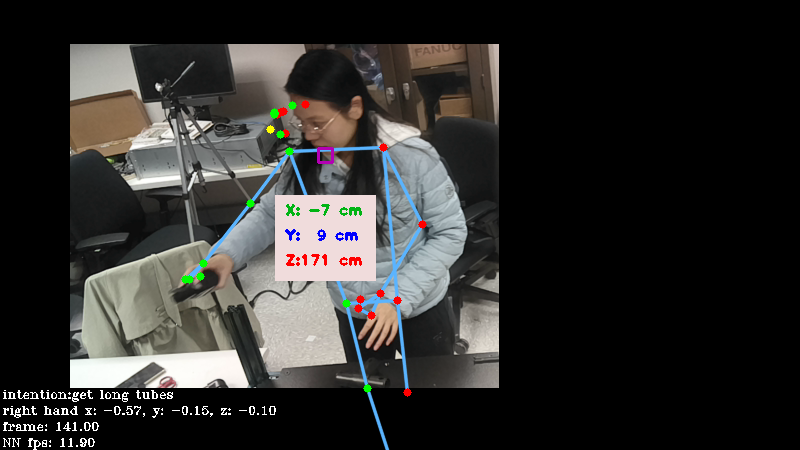 FANUC
X: -7 cm
Y: 9 cm
Z:171 cm
intention:get long tubes
right hand x: -0.57, y: -0.15, z: -0.10
frame: 141.00
NN fps: 11.90